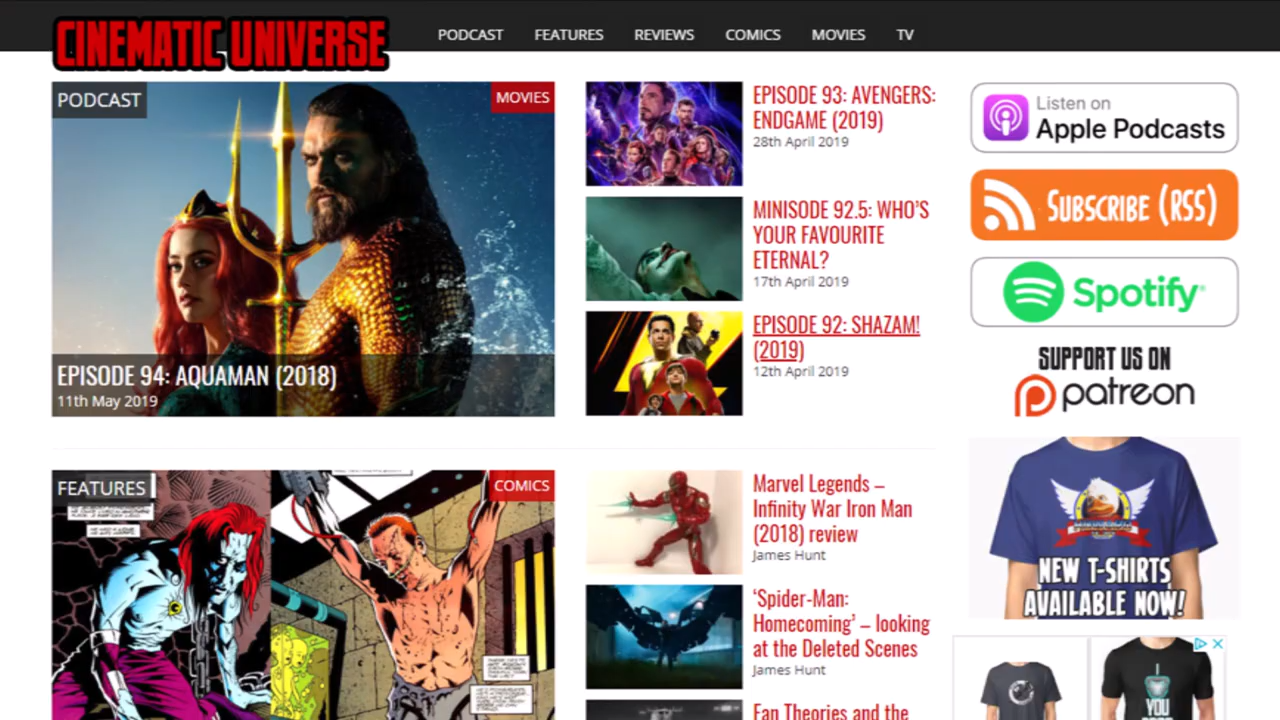 CINEMATIC UNIVERSE
PODCAST
FEATURES
REVIEWS
COMICS
MOVIES
TV
PODCAST
MOVIES
EPISODE 94: AQUAMAN (2018)
11th May 2019
EPISODE 93: AVENGERS:
ENDGAME (2019)
28th April 2019
MINISODE 92.5: WHO'S
YOUR FAVOURITE
ETERNAL?
17th April 2019
EPISODE 92: SHAZAM!
(2019)
12th April 2019
Listen on
Apple Podcasts
SUBSCRIBE (RSS)
Spotify
SUPPORT US ON
patreon
NEW T-SHIRTS
AVAILABLE NOW!
FEATURES
COMICS
Marvel Legends –
Infinity War Iron Man
(2018) review
James Hunt
‘Spider-Man:
Homecoming’ – looking
at the Deleted Scenes
James Hunt
Fan Theories and the
YOU